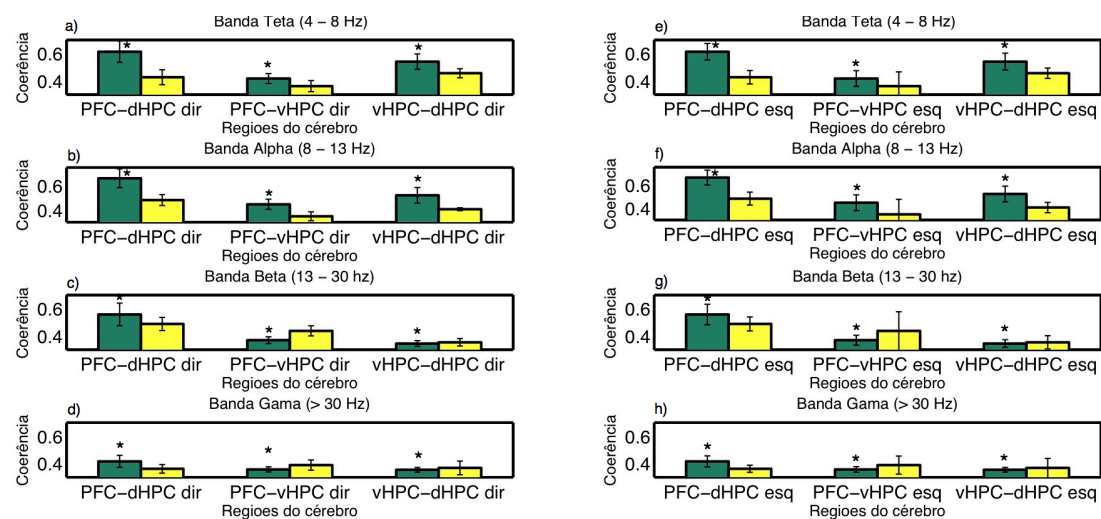 a)
Banda Teta (4 – 8 Hz)
Coerência
0.6
0.4
* * *
PFC–dHPC dir PFC–vHPC dir vHPC–dHPC dir
Regioes do cérebro
b)
Banda Alpha (8 – 13 Hz)
Coerência
0.6
0.4
* * *
PFC–dHPC dir PFC–vHPC dir vHPC–dHPC dir
Regioes do cérebro
c)
Banda Beta (13 – 30 hz)
Coerência
0.6
0.4
* * *
PFC–dHPC dir PFC–vHPC dir vHPC–dHPC dir
Regioes do cérebro
d)
Banda Gama (> 30 Hz)
Coerência
0.6
0.4
* * *
PFC–dHPC dir PFC–vHPC dir vHPC–dHPC dir
Regioes do cérebro
e)
Banda Teta (4 – 8 Hz)
Coerência
0.6
0.4
* * *
PFC–dHPC esq PFC–vHPC esq vHPC–dHPC esq
Regioes do cérebro
f)
Banda Alpha (8 – 13 Hz)
Coerência
0.6
0.4
* * *
PFC–dHPC esq PFC–vHPC esq vHPC–dHPC esq
Regioes do cérebro
g)
Banda Beta (13 – 30 hz)
Coerência
0.6
0.4
* * *
PFC–dHPC esq PFC–vHPC esq vHPC–dHPC esq
Regioes do cérebro
h)
Banda Gama (> 30 Hz)
Coerência
0.6
0.4
* * *
PFC–dHPC esq PFC–vHPC esq vHPC–dHPC esq
Regioes do cérebro